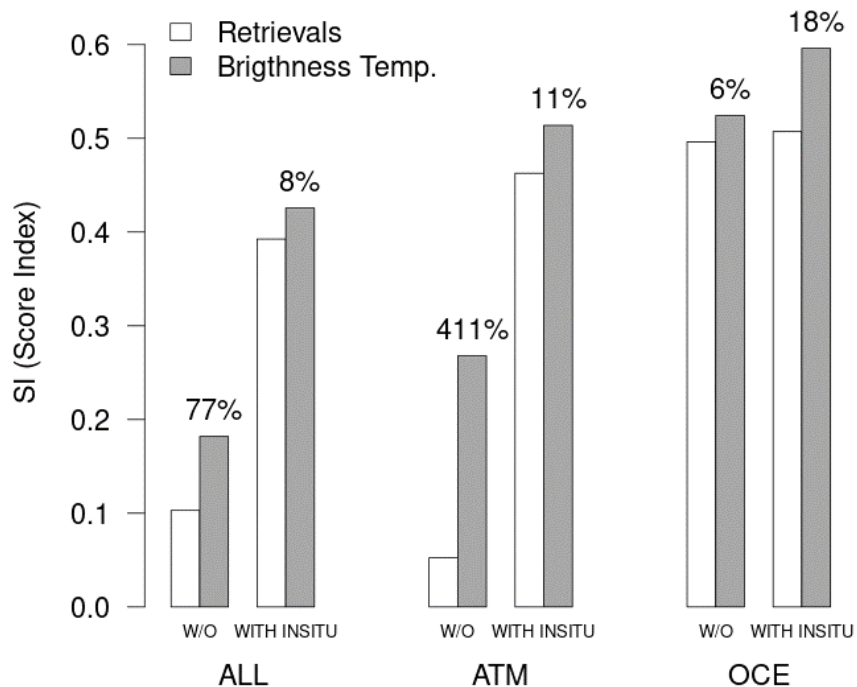 Retrievals
Brigthness Temp.
SI (Score Index)
0.6
0.5
0.4
0.3
0.2
0.1
0.0
77%
8%
411%
11%
6%
18%
W/O WITH INSITU W/O WITH INSITU W/O WITH INSITU
ALL ATM OCE